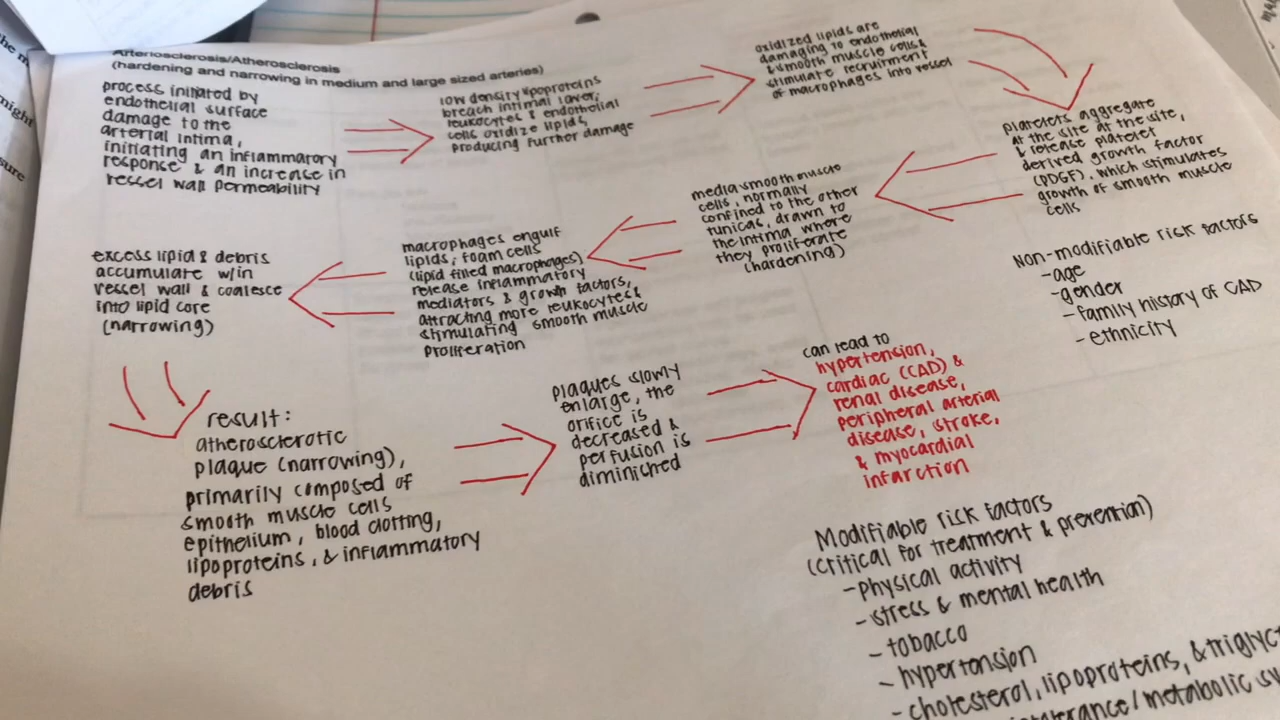 Arteriosclerosis/Atherosclerosis
(hardening and narrowing in medium and large sized arteries)
process initiated by
endothelial surface
damage to the
arterial intima,
initiating an inflammatory
response & an increase in
vessel wall permeability
low density lipoproteins
breach intimal layer;
leukocytes & endothelial
cells oxidize lipids,
producing further damage
oxidized lipids are
damaging to endothelial
& smooth muscle cells &
stimulate recruitment
of macrophages into vessel
platelets aggregate
at the site at the site,
& release platelet
derived growth factor
(PDGF), which stimulates
growth of smooth muscle
cells
media smooth muscle
cells, normally
confined to the other
tunicas, drawn to
the intima where
they proliferate
(hardening)
macrophages engulf
lipids, foam cells
(lipid filled macrophages)
release inflammatory
mediators & growth factors,
attracting more leukocytes &
stimulating smooth muscle
proliferation
excess lipid & debris
accumulate w/in
vessel wall & coalesce
into lipid core
(narrowing)
result:
atherosclerotic
plaque (narrowing),
primarily composed of
smooth muscle cells
epithelium, blood clotting,
lipoproteins, & inflammatory
debris
plaques slowly
enlarge, the
orifice is
decreased &
perfusion is
diminiched
can lead to
hypertension,
cardiac (CAD) &
renal disease,
peripheral arterial
disease, stroke,
& myocardial
infarction
Non-modifiable risk factors
-age
-gender
-family history of CAD
-ethnicity
Modifiable risk factors
(critical for treatment & prevention)
-physical activity
-stress & mental health
-tobacco
-hypertension
-cholesterol, lipoproteins, &
/metabolic